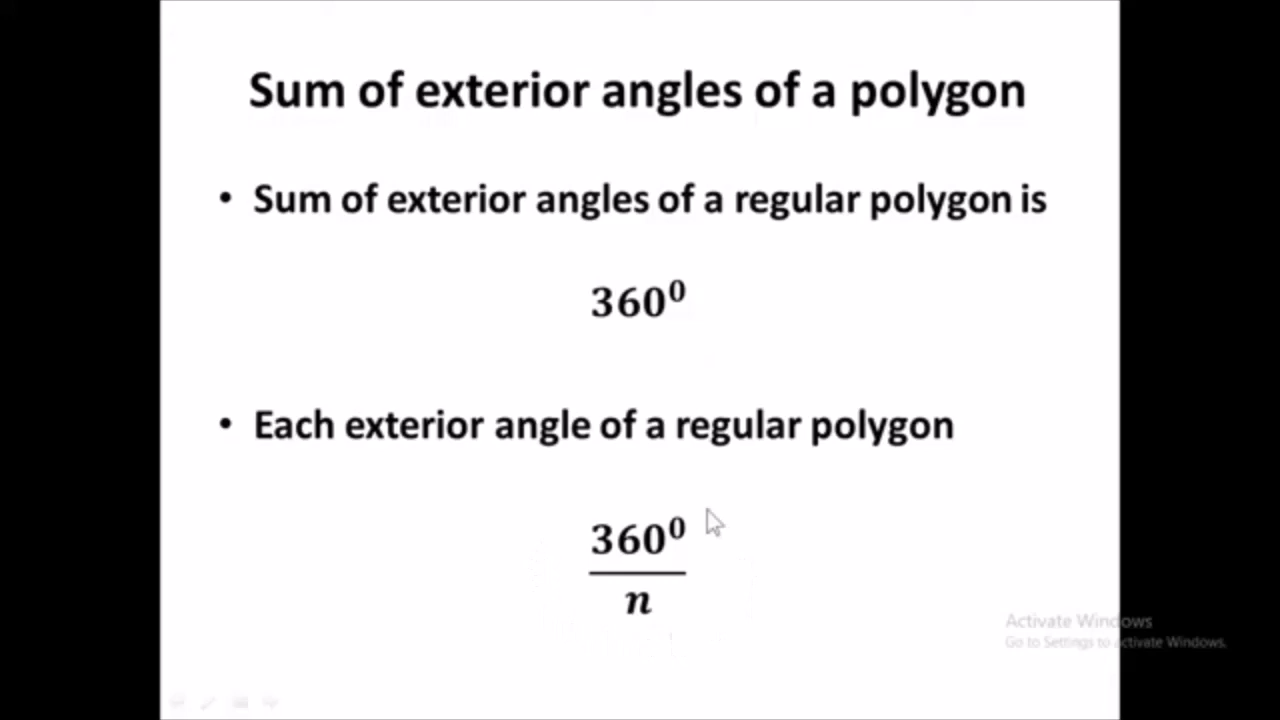 Sum of exterior angles of a polygon
• Sum of exterior angles of a regular polygon is
360⁰
• Each exterior angle of a regular polygon
360⁰
n
Activate Windows
Go to Settings to activate Windows.